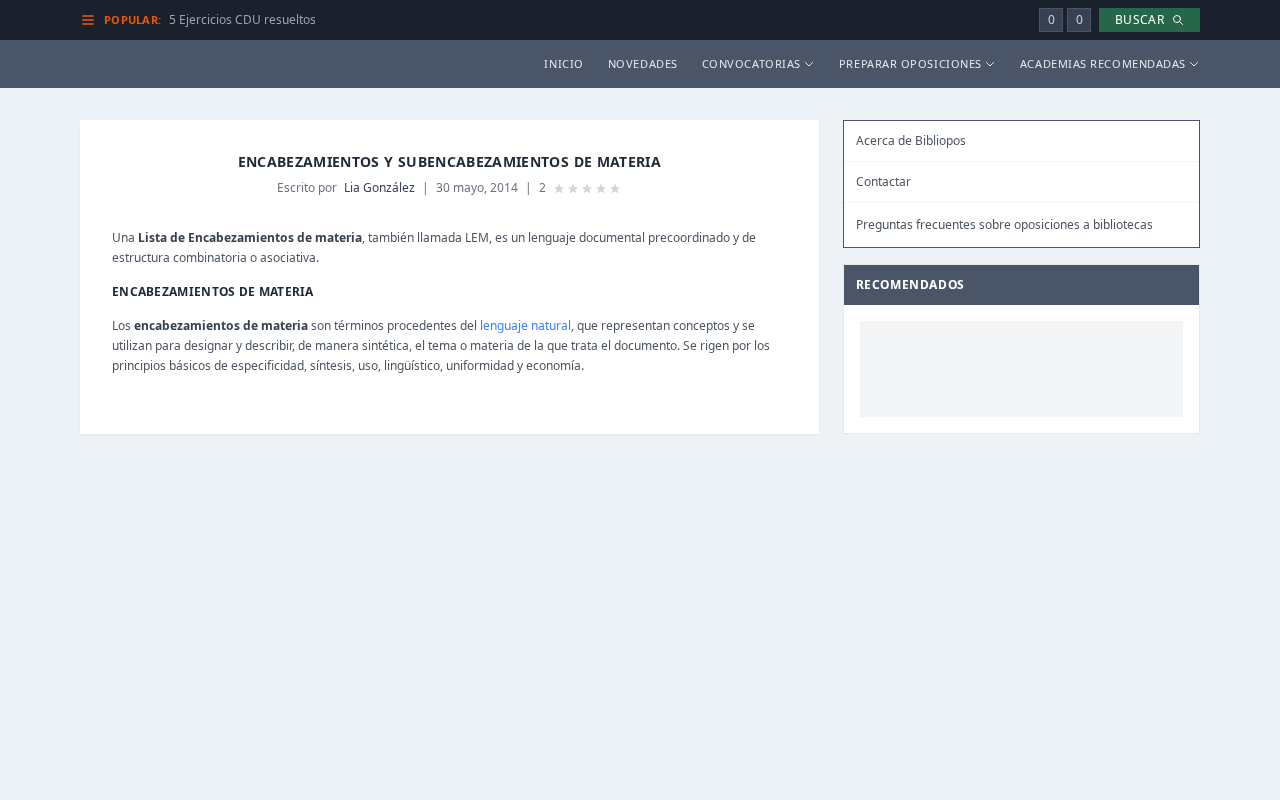 POPULAR: 5 Ejercicios CDU resueltos
0 0 BUSCAR
INICIO NOVEDADES CONVOCATORIAS PREPARAR OPOSICIONES ACADEMIAS RECOMENDADAS
ENCABEZAMIENTOS Y SUBENCABEZAMIENTOS DE MATERIA
Escrito por Lia González | 30 mayo, 2014 | 2
Una Lista de Encabezamientos de materia, también llamada LEM, es un lenguaje documental precoordinado y de
estructura combinatoria o asociativa.
ENCABEZAMIENTOS DE MATERIA
Los encabezamientos de materia son términos procedentes del lenguaje natural, que representan conceptos y se
utilizan para designar y describir, de manera sintética, el tema o materia de la que trata el documento. Se rigen por los
principios básicos de especificidad, síntesis, uso, lingüístico, uniformidad y economía.
Acerca de Bibliopos
Contactar
Preguntas frecuentes sobre oposiciones a bibliotecas
RECOMENDADOS